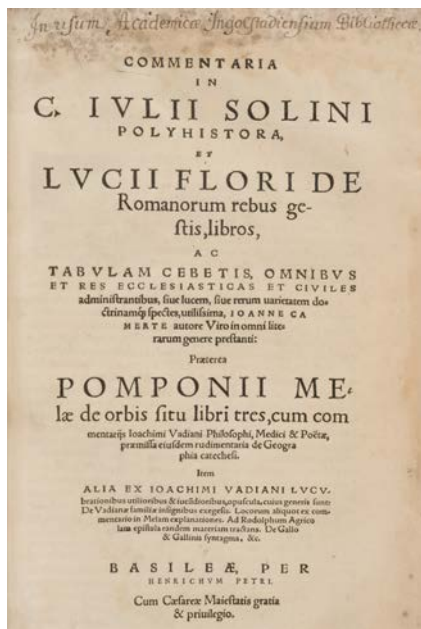 In usum Academicæ Ingolstadiensium Bibliothecæ
COMMENTARIA
IN
C. IVLII SOLINI
POLYHISTORA,
ET
LVCII FLORI DE
Romanorum rebus ge-
ſtis, libros,
AC
TABVLAM CEBETIS, OMNIBVS
ET RES ECCLESIASTICAS ET CIVILES
adminiſtrantibus, ſiue lucem, ſiue rerum uarietatem do-
ctrinamq́; ſpectes, utiliſsima, IOANNE CA
MERTE autore Viro in omni lite-
rarum genere preſtanti:
Præterea
POMPONII ME-
læ de orbis ſitu libri tres, cum com
mentarijs Ioachimi Vadiani Philoſophi, Medici & Poëtæ,
præmiſſa eiuſdem rudimentaria de Geogra
phia catecheſi.
Item
ALIA EX IOACHIMI VADIANI LVCV-
brationibus utilioribus & iucũdioribus, opuſcula, cuius generis ſunt:
De Vadianæ familiæ inſignibus exegeſis. Locorum aliquot ex com-
mentario in Melam explanationes. Ad Rodolphum Agrico
lam epiſtola eandem materium tractans. De Gallo
& Gallinis ſyntagma, &c.
BASILEÆ, PER
HENRICHVM PETRI.
Cum Cæſareæ Maieſtatis gratia
& priuilegio.